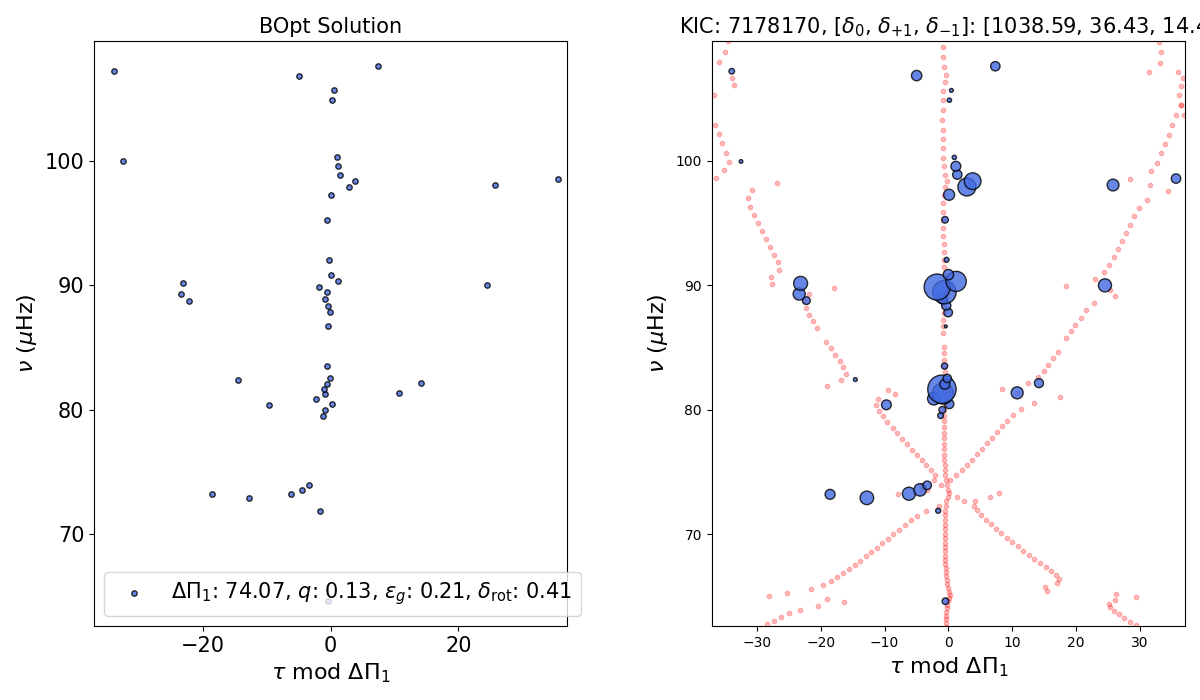 BOpt Solution
KIC: 7178170, [δ₀, δ₊₁, δ₋₁]: [1038.59, 36.43, 14.4
100
90
80
70
ν (μHz)
ΔΠ₁: 74.07, q: 0.13, ε_g: 0.21, δ_rot: 0.41
−20
0
20
τ mod ΔΠ₁
100
90
80
70
ν (μHz)
−30
−20
−10
0
10
20
30
τ mod ΔΠ₁